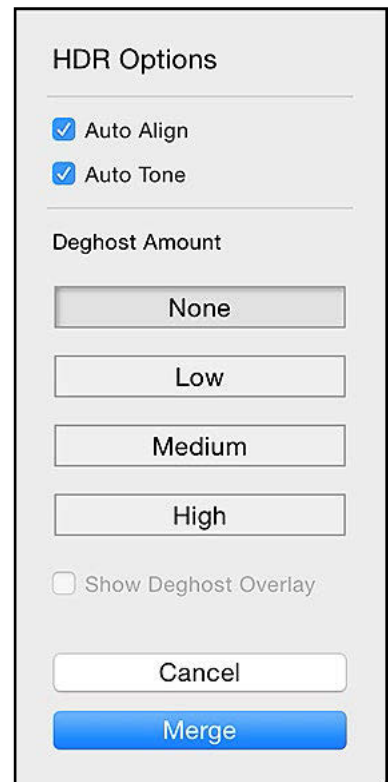 HDR Options
Auto Align
Auto Tone
Deghost Amount
None
Low
Medium
High
Show Deghost Overlay
Cancel
Merge